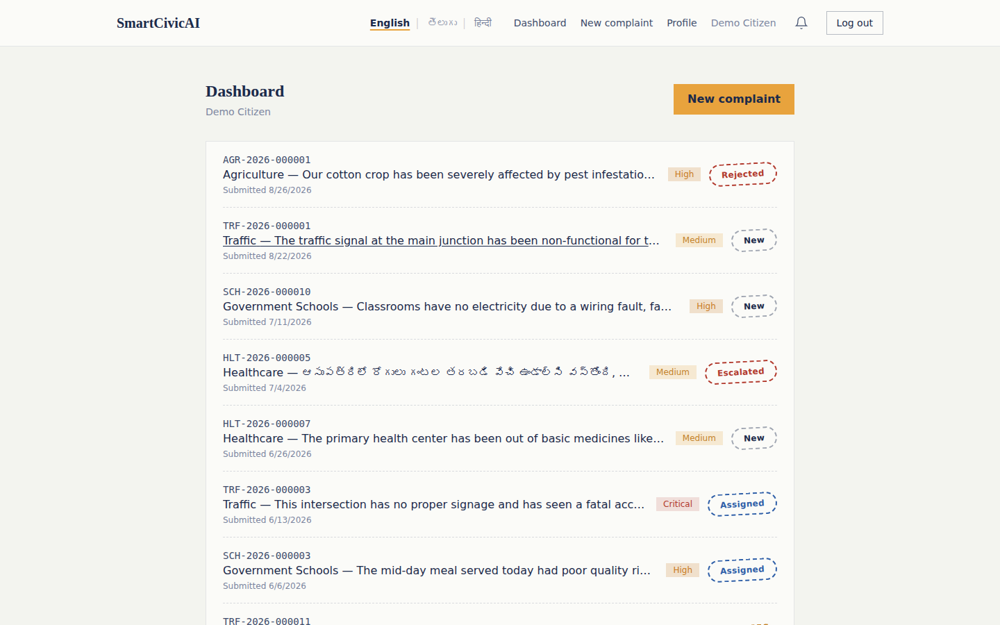 SmartCivicAI
English | తెలుగు | हिन्दी Dashboard New complaint Profile Demo Citizen Log out
Dashboard
Demo Citizen
New complaint
AGR-2026-000001
Agriculture — Our cotton crop has been severely affected by pest infestatio… High Rejected
Submitted 8/26/2026
TRF-2026-000001
Traffic — The traffic signal at the main junction has been non-functional for t… Medium New
Submitted 8/22/2026
SCH-2026-000010
Government Schools — Classrooms have no electricity due to a wiring fault, fa… High New
Submitted 7/11/2026
HLT-2026-000005
Healthcare — ఆసుపత్రిలో రోగులు గంటల తరబడి వేచి ఉండాల్సి వస్తోంది, … Medium Escalated
Submitted 7/4/2026
HLT-2026-000007
Healthcare — The primary health center has been out of basic medicines like… Medium New
Submitted 6/26/2026
TRF-2026-000003
Traffic — This intersection has no proper signage and has seen a fatal acc… Critical Assigned
Submitted 6/13/2026
SCH-2026-000003
Government Schools — The mid-day meal served today had poor quality ri… High Assigned
Submitted 6/6/2026
TRF-2026-000011